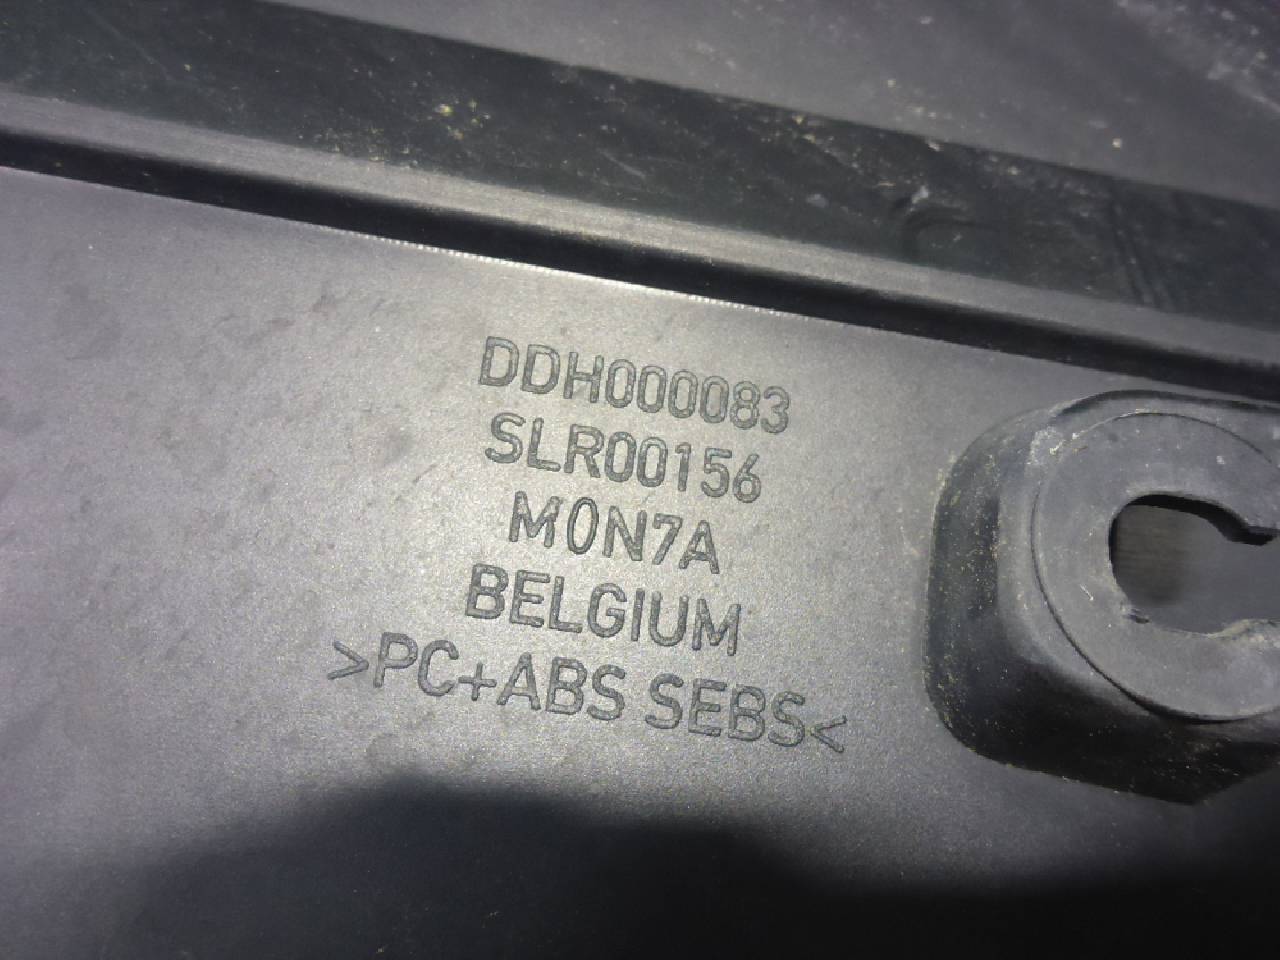 DDH000083
SLR00156
M0N7A
BELGIUM
>PC+ABS SEBS<